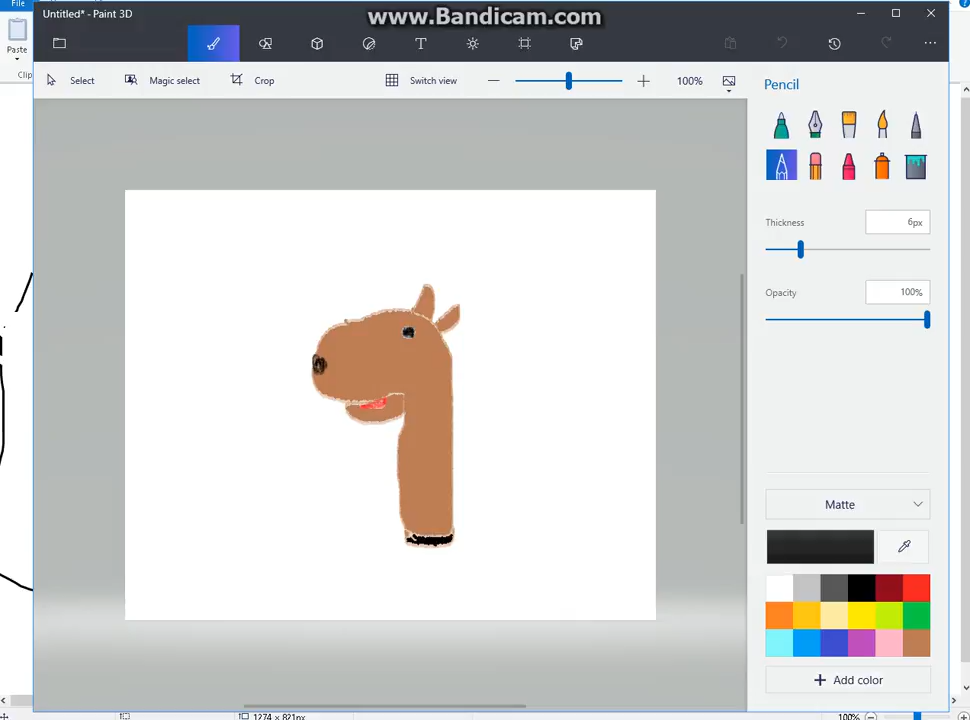 File
Untitled* - Paint 3D
www.Bandicam.com
Paste
Clip
T
Select
Magic select
Crop
Switch view
100%
Pencil
Thickness
6px
Opacity
100%
Matte
+ Add color
1274 × 821px
100%